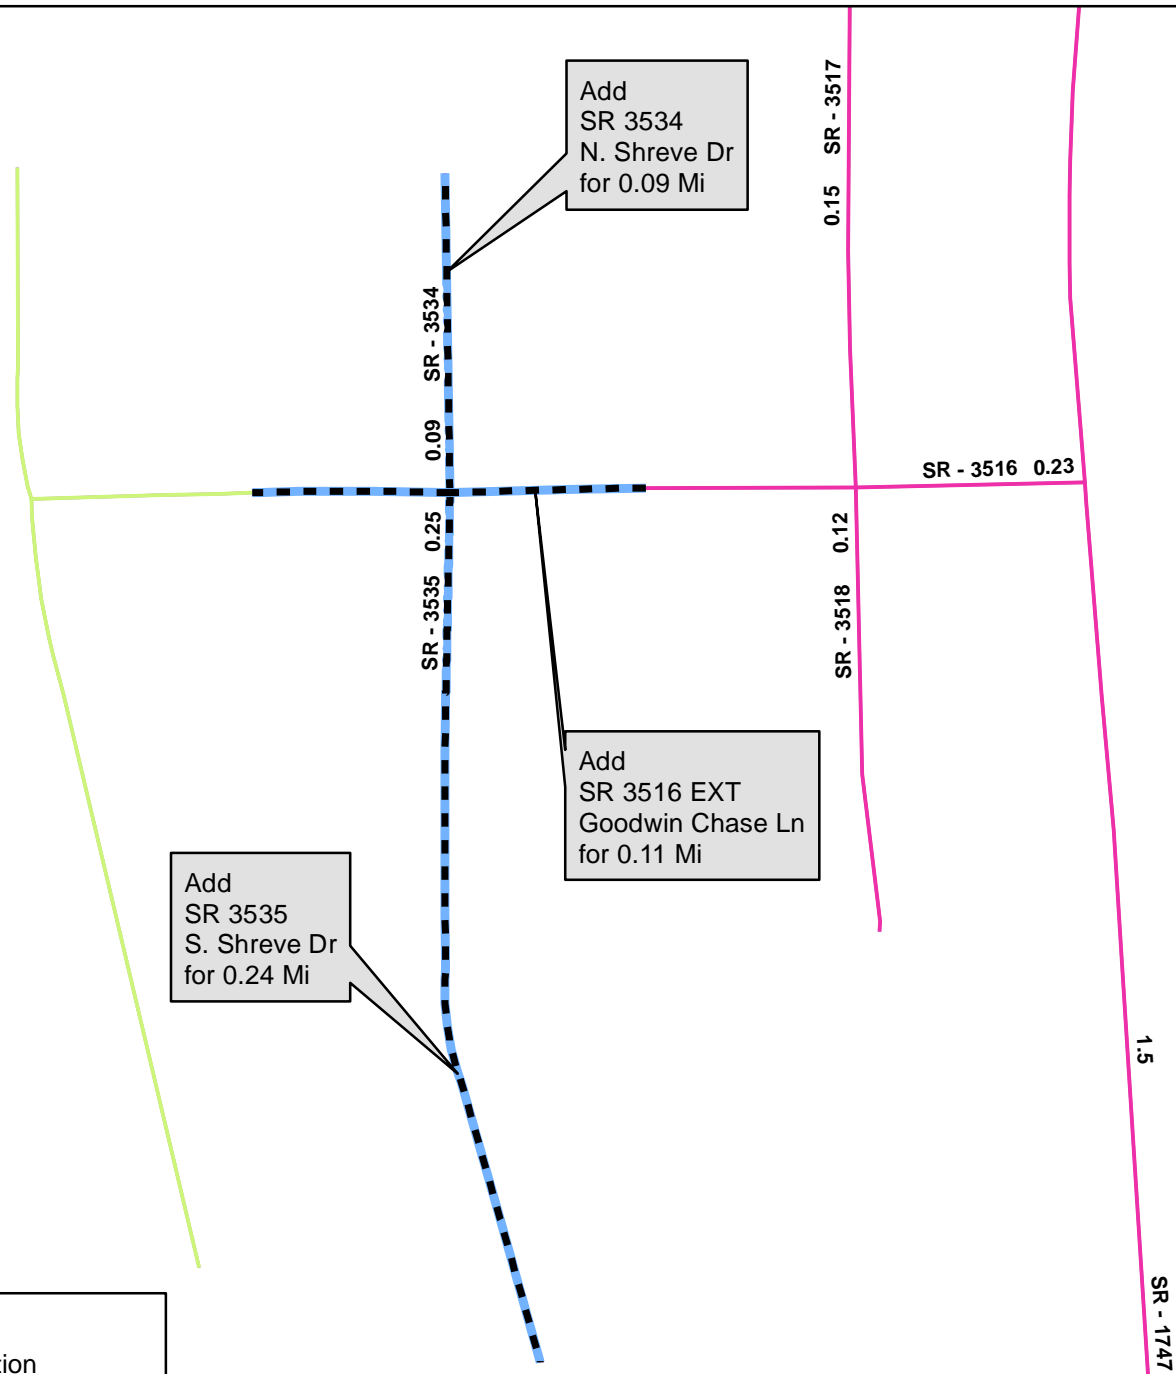 Add
SR 3534
N. Shreve Dr
for 0.09 Mi
SR - 3517
0.15
SR - 3534
0.09
SR - 3516 0.23
0.25
SR - 3535
0.12
SR - 3518
Add
SR 3516 EXT
Goodwin Chase Ln
for 0.11 Mi
Add
SR 3535
S. Shreve Dr
for 0.24 Mi
1.5
SR - 1747